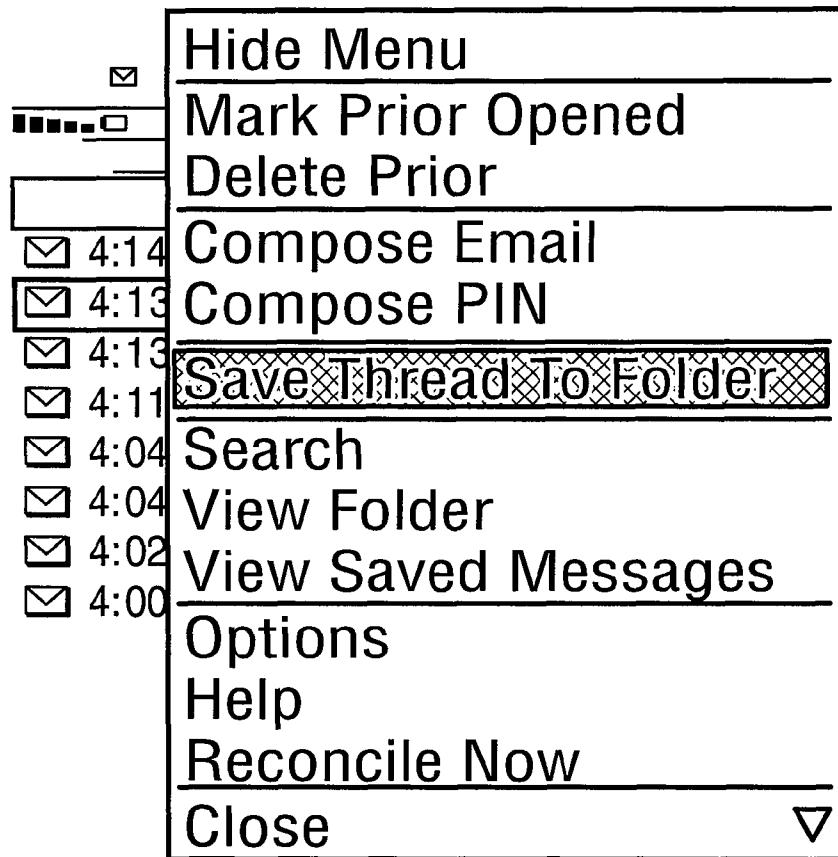 Hide Menu
Mark Prior Opened
Delete Prior
4:14 Compose Email
4:13 Compose PIN
4:13
Save Thread To Folder
4:11
4:04 Search
4:04 View Folder
4:02 View Saved Messages
4:00
Options
Help
Reconcile Now
Close